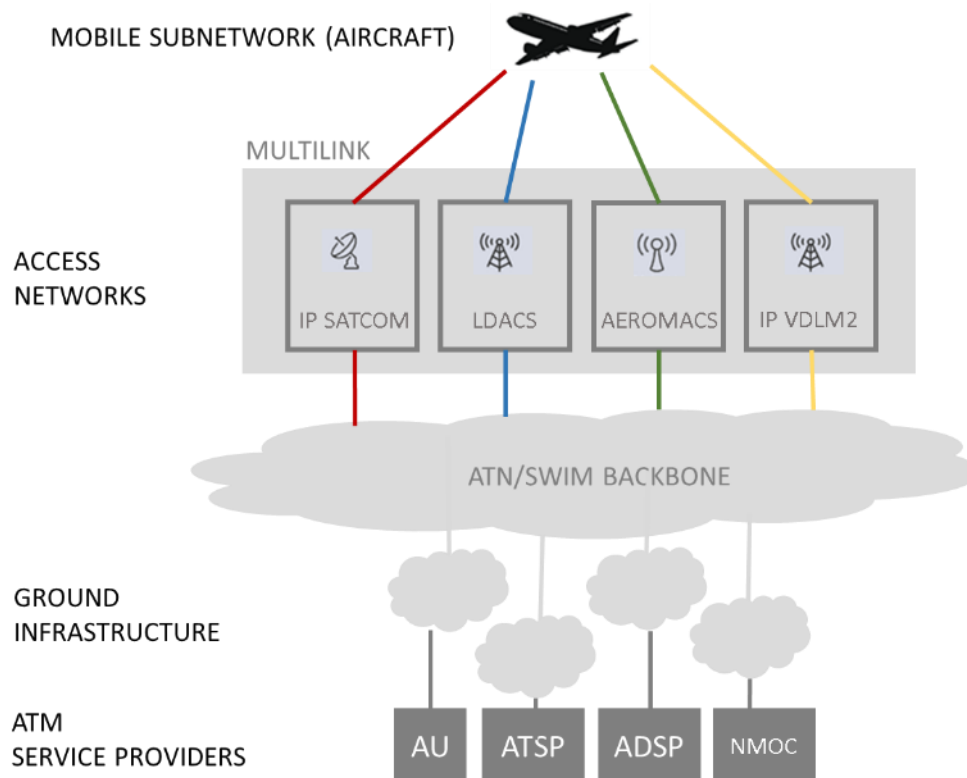 MOBILE SUBNETWORK (AIRCRAFT)
MULTILINK
ACCESS
NETWORKS
IP SATCOM
LDACS
AEROMACS
IP VDLM2
ATN/SWIM BACKBONE
GROUND
INFRASTRUCTURE
ATM
SERVICE PROVIDERS
AU
ATSP
ADSP
NMOC